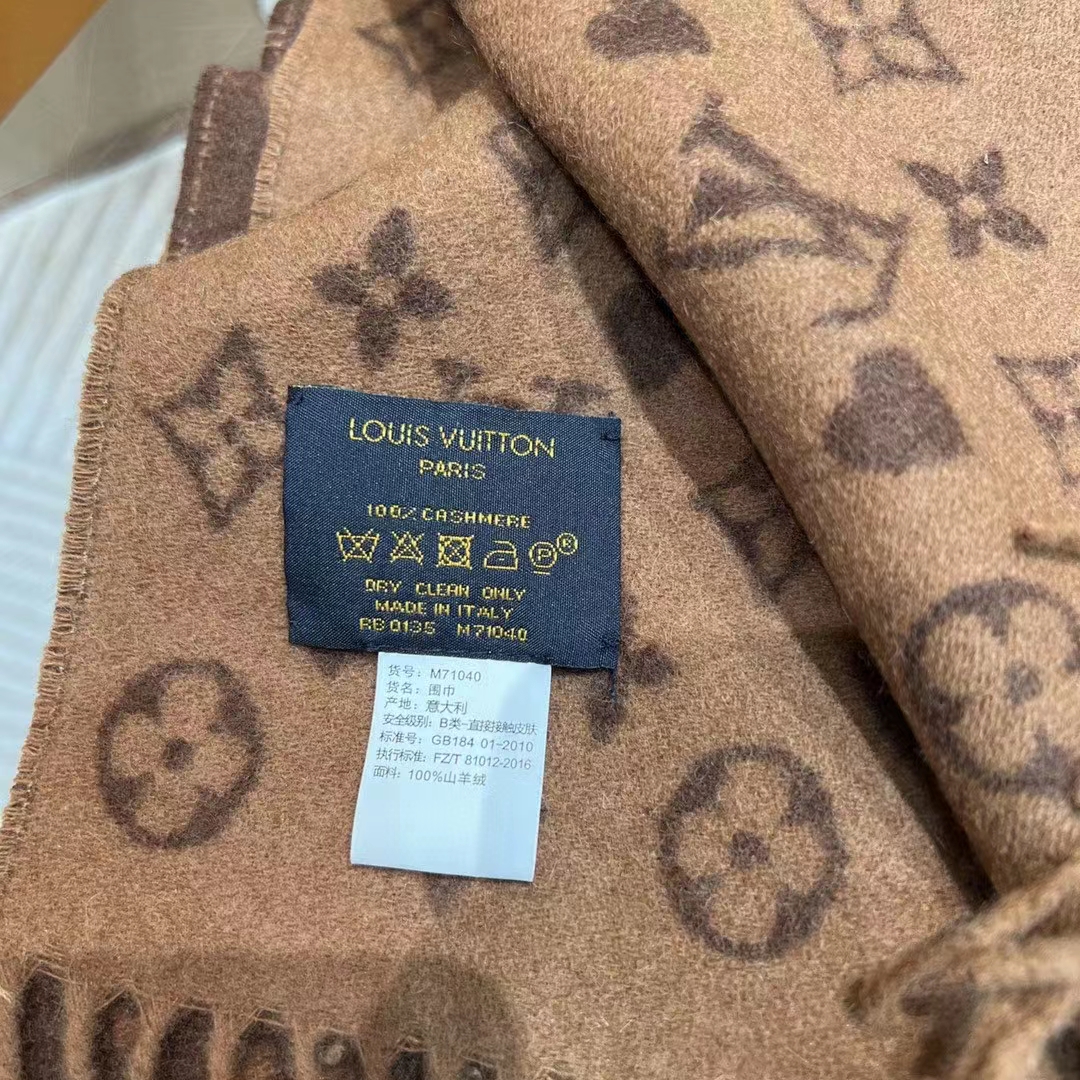 LOUIS VUITTON
PARIS
100% CASHMERE
P®
DRY CLEAN ONLY
MADE IN ITALY
RB 0135 M71040
货号: M71040
货名: 围巾
产地: 意大利
安全级别: B类-直接接触皮肤
标准号: GB184 01-2010
执行标准: FZ/T 81012-2016
面料: 100%山羊绒